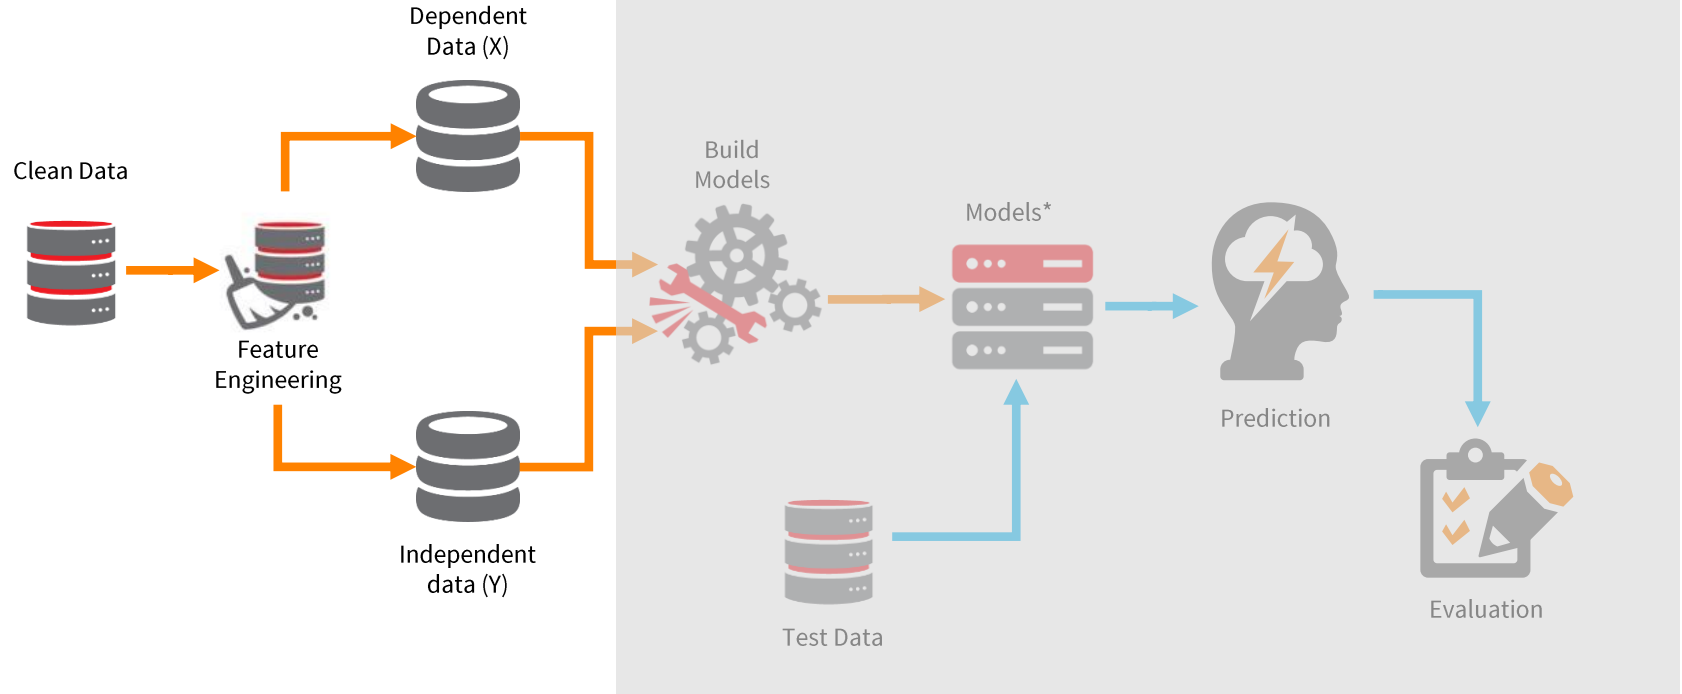 Dependent
Data (X)
Clean Data
Feature
Engineering
Independent
data (Y)
Build
Models
Models*
Prediction
Test Data
Evaluation